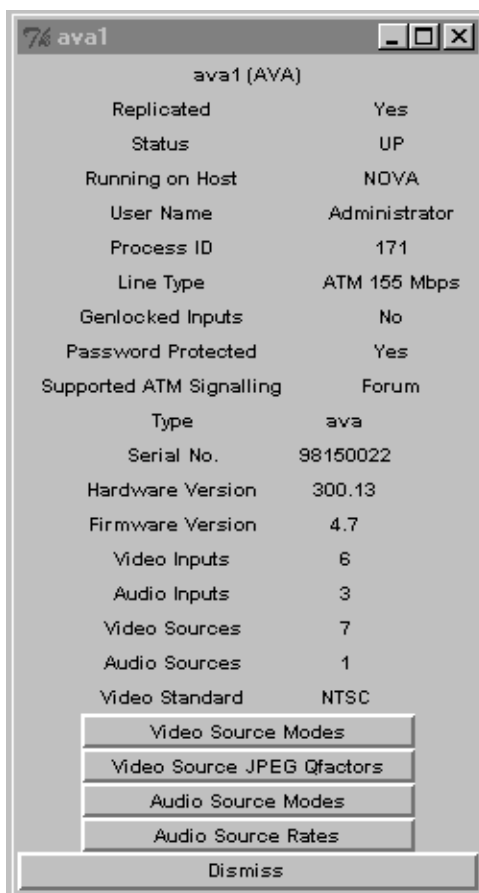 ava1
ava1 (AVA)
Replicated Yes
Status UP
Running on Host NOVA
User Name Administrator
Process ID 171
Line Type ATM 155 Mbps
Genlocked Inputs No
Password Protected Yes
Supported ATM Signalling Forum
Type ava
Serial No. 98150022
Hardware Version 300.13
Firmware Version 4.7
Video Inputs 6
Audio Inputs 3
Video Sources 7
Audio Sources 1
Video Standard NTSC
Video Source Modes
Video Source JPEG Qfactors
Audio Source Modes
Audio Source Rates
Dismiss